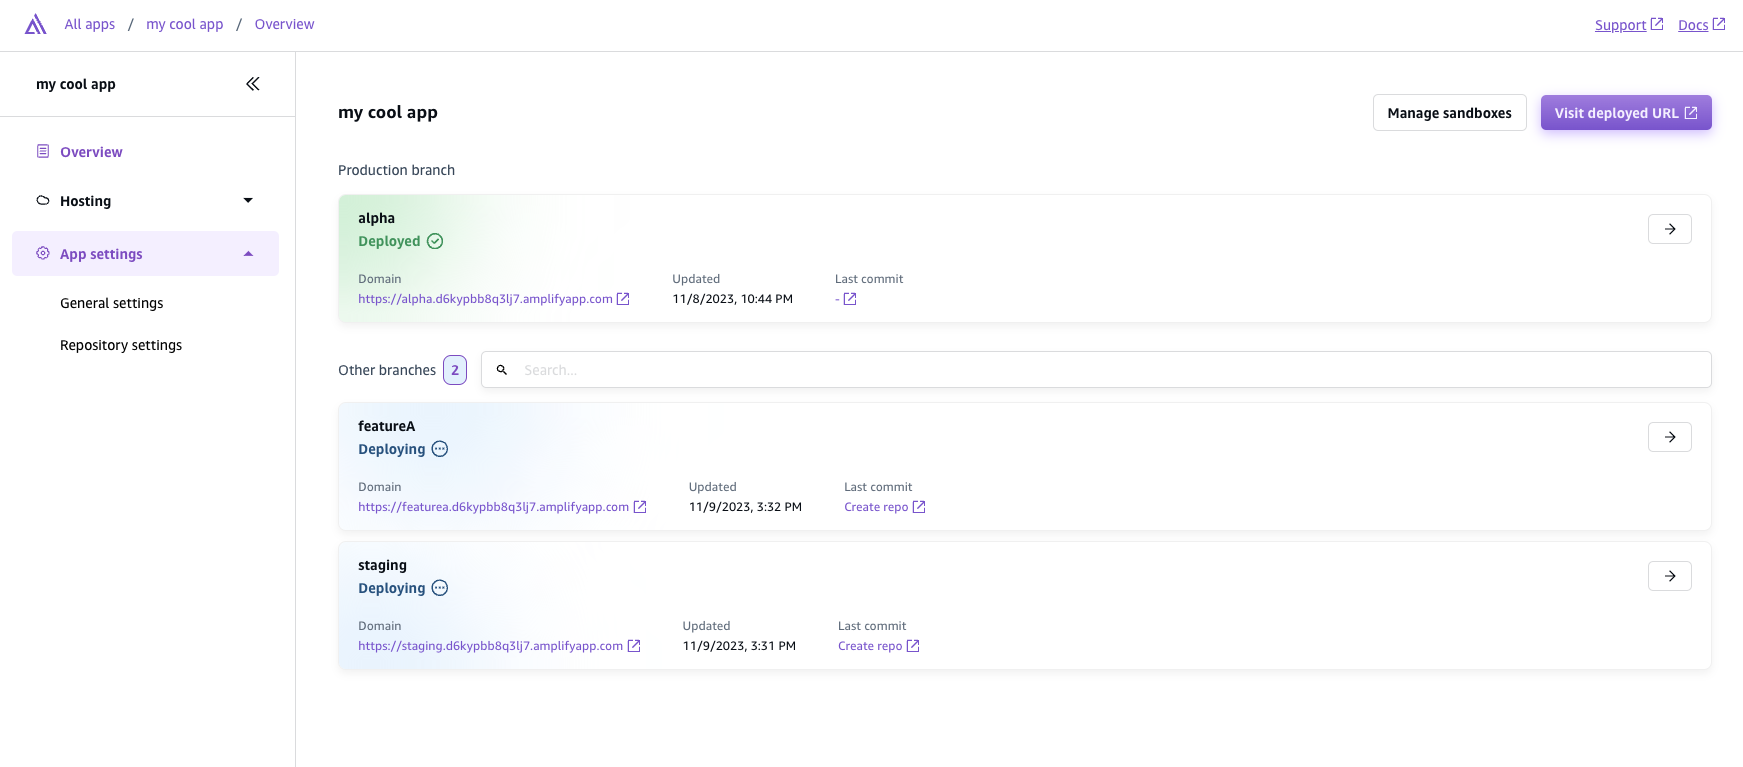 All apps / my cool app / Overview
Support Docs
my cool app
Overview
Hosting
App settings
General settings
Repository settings
my cool app
Manage sandboxes
Visit deployed URL
Production branch
alpha
Deployed
Domain Updated Last commit
https://alpha.d6kypbb8q3lj7.amplifyapp.com 11/8/2023, 10:44 PM -
Other branches 2 Search...
featureA
Deploying
Domain Updated Last commit
https://featurea.d6kypbb8q3lj7.amplifyapp.com 11/9/2023, 3:32 PM Create repo
staging
Deploying
Domain Updated Last commit
https://staging.d6kypbb8q3lj7.amplifyapp.com 11/9/2023, 3:31 PM Create repo